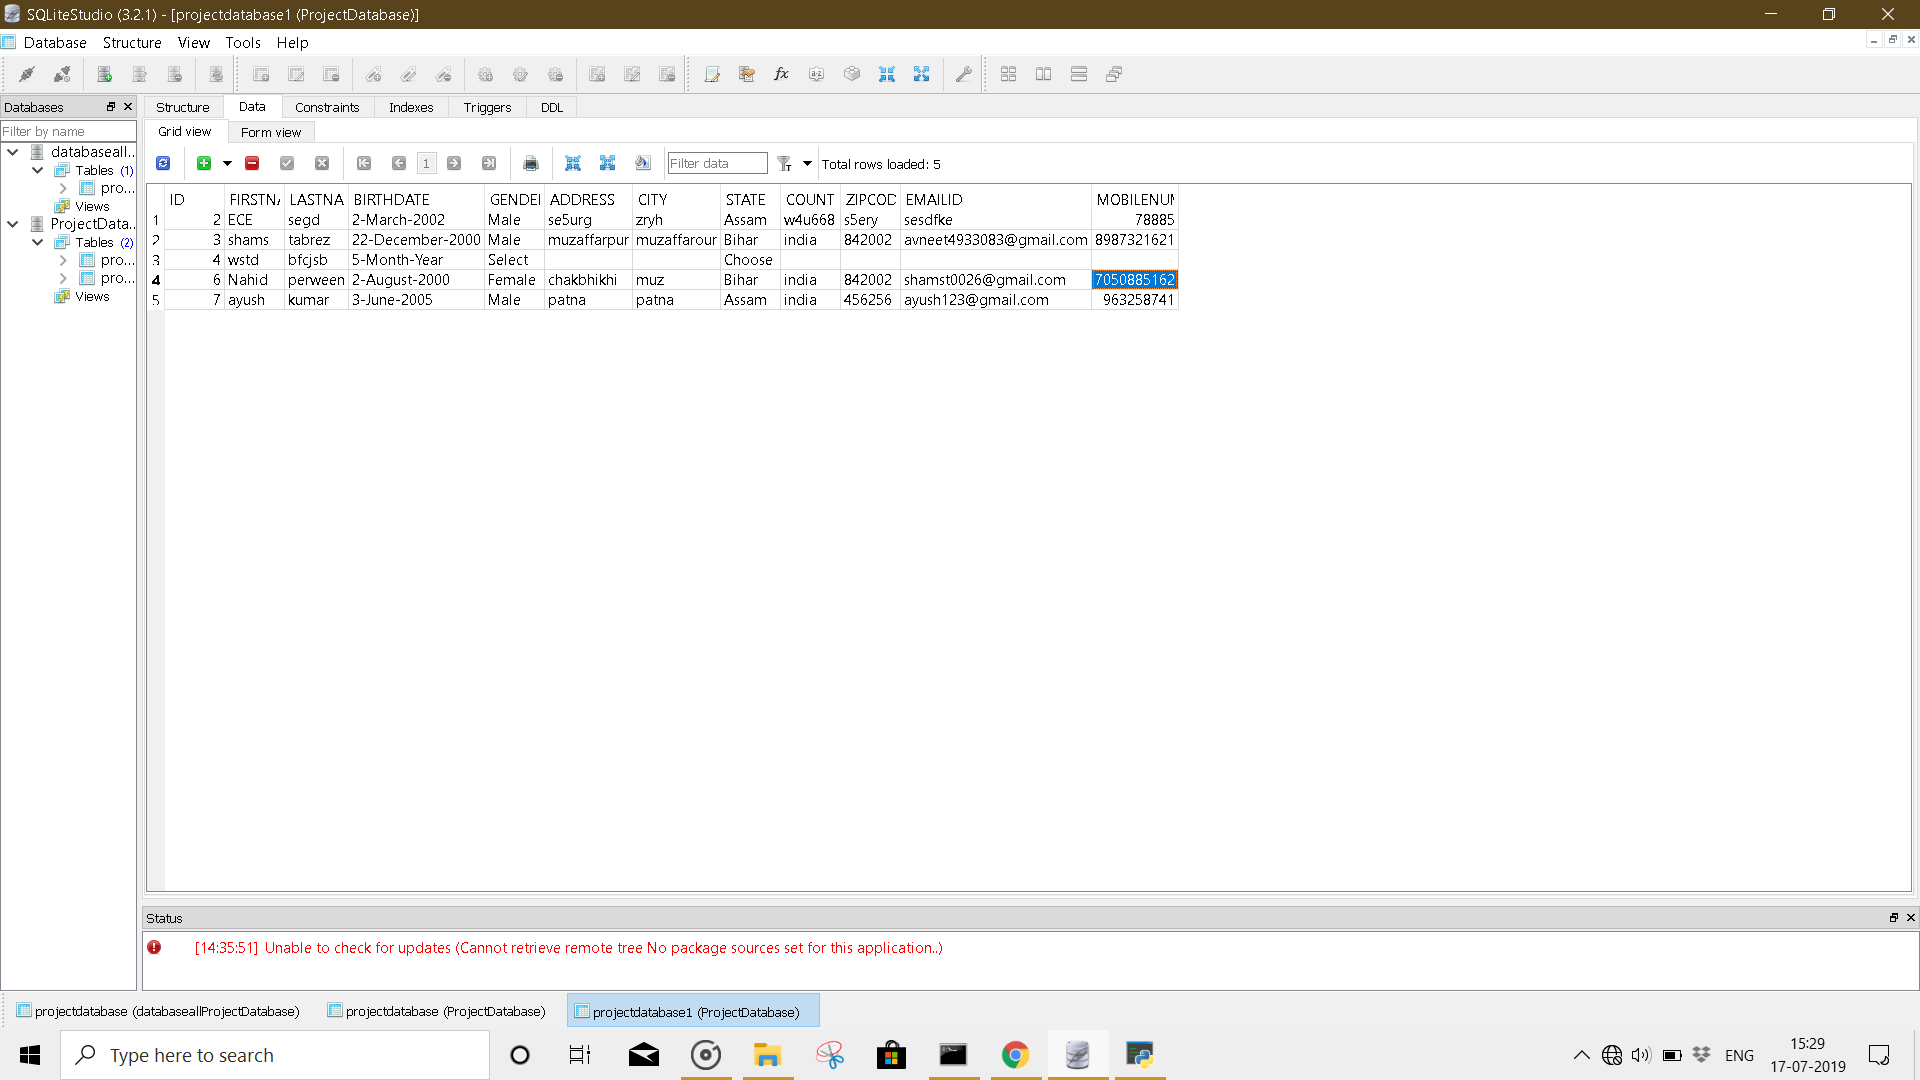 SQLiteStudio (3.2.1) - [projectdatabase1 (ProjectDatabase)]
Database Structure View Tools Help
Databases
Structure Data Constraints Indexes Triggers DDL
Filter by name
Grid view Form view
databaseall...
Tables (1)
pro...
Views
ProjectData...
Tables (2)
pro...
pro...
Views
1 Filter data Total rows loaded: 5
ID FIRSTNA LASTNA BIRTHDATE GENDEI ADDRESS CITY STATE COUNT ZIPCOD EMAILID MOBILENUM
1 2 ECE segd 2-March-2002 Male se5urg zryh Assam w4u668 s5ery sesdfke 78885
2 3 shams tabrez 22-December-2000 Male muzaffarpur muzaffarour Bihar india 842002 avneet4933083@gmail.com 8987321621
3 4 wstd bfcjsb 5-Month-Year Select Choose
4 6 Nahid perween 2-August-2000 Female chakbhikhi muz Bihar india 842002 shamst0026@gmail.com 7050885162
5 7 ayush kumar 3-June-2005 Male patna patna Assam india 456256 ayush123@gmail.com 963258741
Status
[14:35:51] Unable to check for updates (Cannot retrieve remote tree No package sources set for this application..)
projectdatabase (databaseallProjectDatabase) projectdatabase (ProjectDatabase) projectdatabase1 (ProjectDatabase)
Type here to search
ENG
15:29
17-07-2019